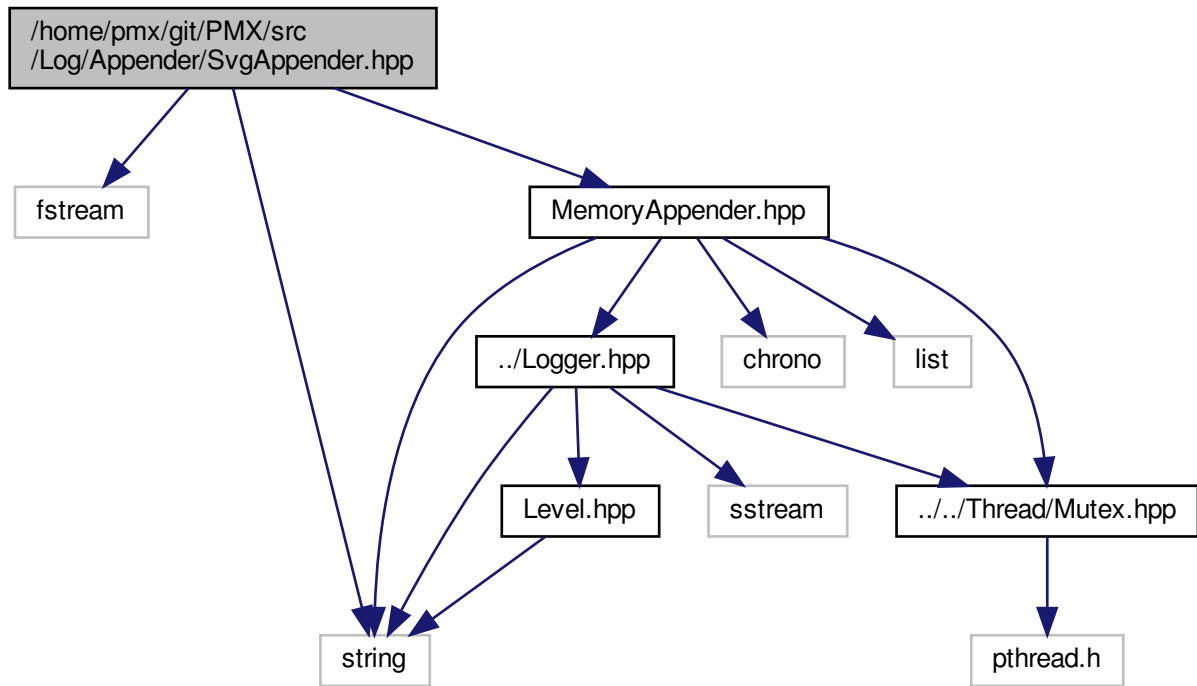 /home/pmx/git/PMX/src
/Log/Appender/SvgAppender.hpp
fstream
MemoryAppender.hpp
../Logger.hpp
chrono
list
Level.hpp
sstream
../../Thread/Mutex.hpp
string
pthread.h